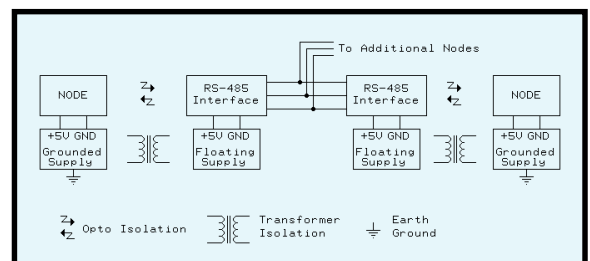 To Additional Nodes
NODE
RS-485
Interface
RS-485
Interface
NODE
+5V GND
Grounded
Supply
+5V GND
Floating
Supply
+5V GND
Floating
Supply
+5V GND
Grounded
Supply
Opto Isolation
Transformer
Isolation
Earth
Ground